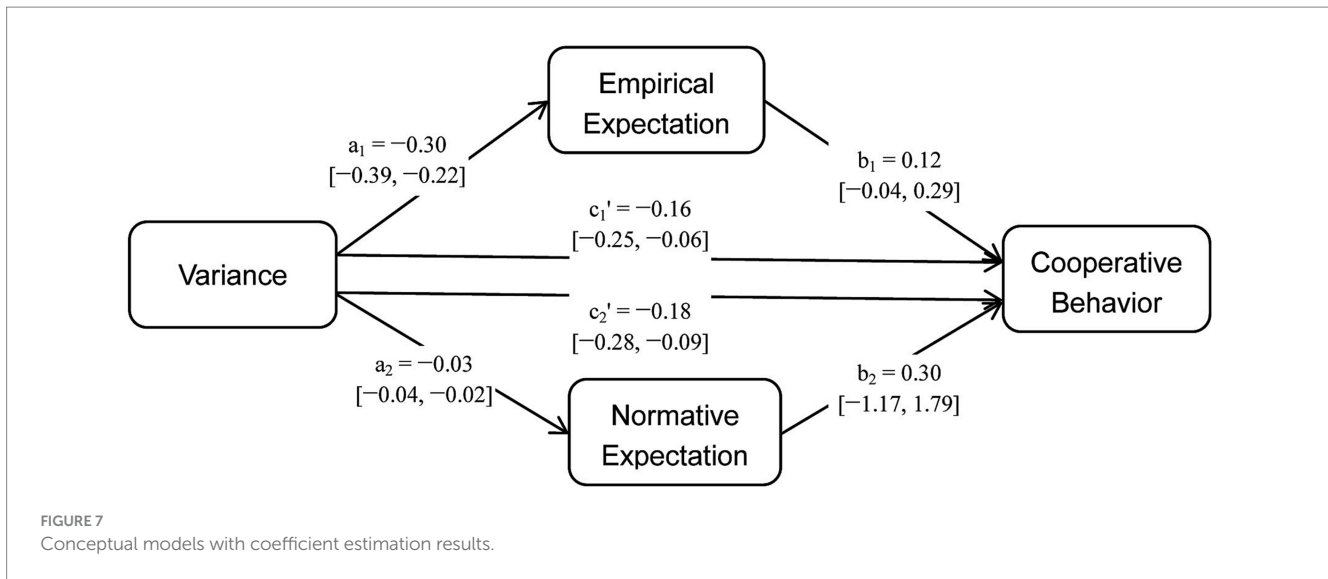 Empirical
Expectation
a₁ = −0.30
[−0.39, −0.22]
b₁ = 0.12
[−0.04, 0.29]
c₁' = −0.16
[−0.25, −0.06]
Variance
Cooperative
Behavior
c₂' = −0.18
[−0.28, −0.09]
a₂ = −0.03
[−0.04, −0.02]
b₂ = 0.30
[−1.17, 1.79]
Normative
Expectation
FIGURE 7
Conceptual models with coefficient estimation results.